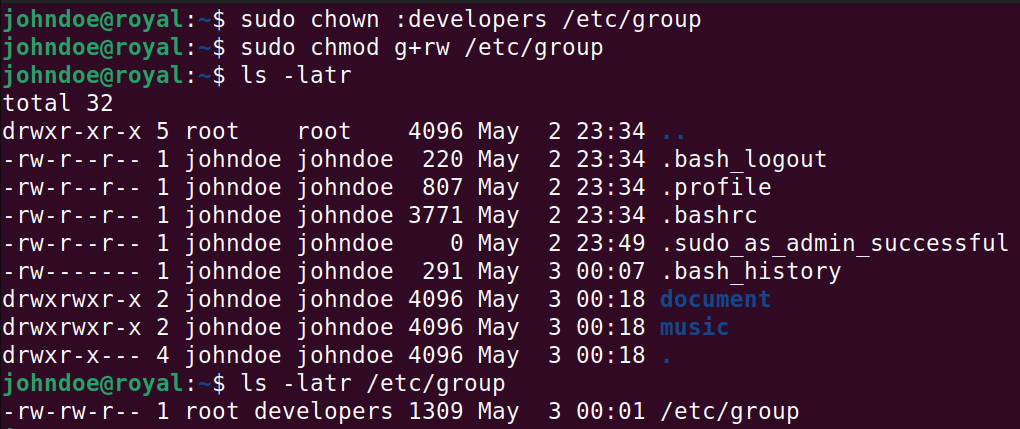 johndoe@royal:~$ sudo chown :developers /etc/group
johndoe@royal:~$ sudo chmod g+rw /etc/group
johndoe@royal:~$ ls -latr
total 32
drwxr-xr-x 5 root    root    4096 May  2 23:34 ..
-rw-r--r-- 1 johndoe johndoe  220 May  2 23:34 .bash_logout
-rw-r--r-- 1 johndoe johndoe  807 May  2 23:34 .profile
-rw-r--r-- 1 johndoe johndoe 3771 May  2 23:34 .bashrc
-rw-r--r-- 1 johndoe johndoe    0 May  2 23:49 .sudo_as_admin_successful
-rw------- 1 johndoe johndoe  291 May  3 00:07 .bash_history
drwxrwxr-x 2 johndoe johndoe 4096 May  3 00:18 document
drwxrwxr-x 2 johndoe johndoe 4096 May  3 00:18 music
drwxr-x--- 4 johndoe johndoe 4096 May  3 00:18 .
johndoe@royal:~$ ls -latr /etc/group
-rw-rw-r-- 1 root developers 1309 May  3 00:01 /etc/group